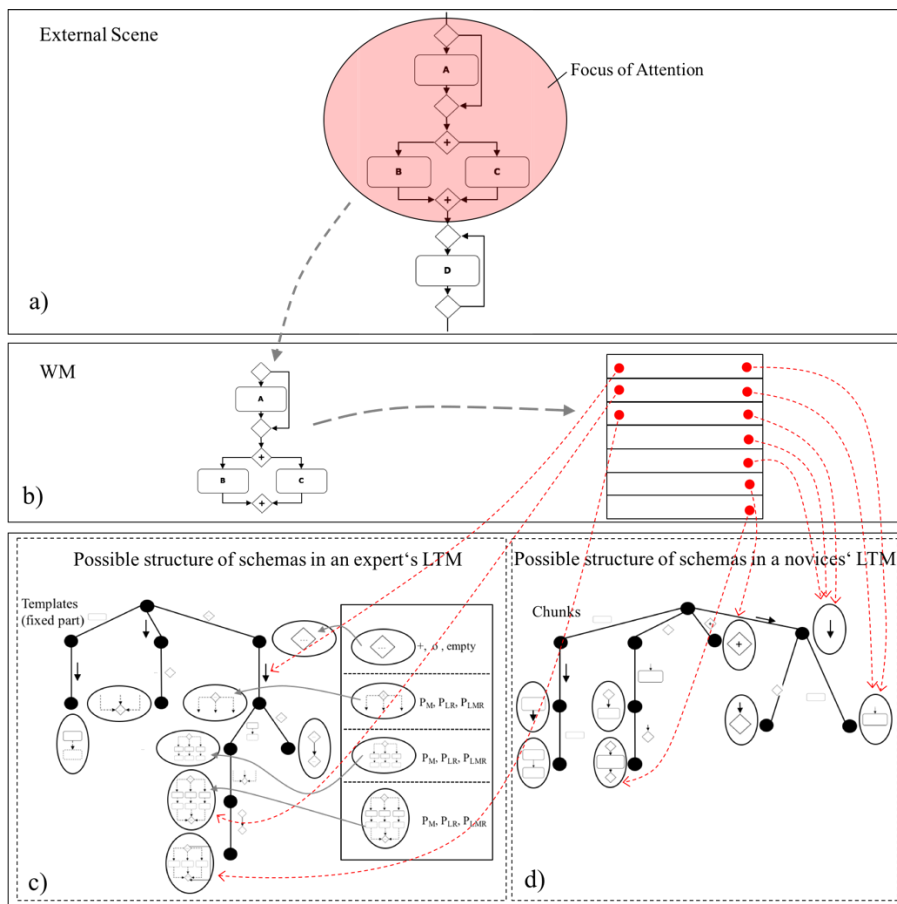 External Scene
A
Focus of Attention
+
B
C
+
D
a)
WM
A
+
B
C
+
b)
Possible structure of schemas in an expert‘s LTM
Possible structure of schemas in a novices‘ LTM
Templates
(fixed part)
Chunks
, empty
+
P_M, P_LR, P_LMR
P_M, P_LR, P_LMR
P_M, P_LR, P_LMR
c)
d)